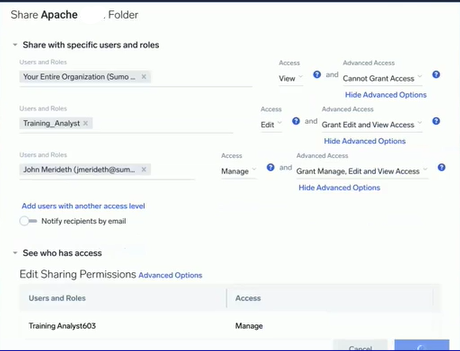 Share Apache . Folder
Share with specific users and roles
Users and Roles Access Advanced Access
Your Entire Organization (Sumo ... × View ? and Cannot Grant Access ?
Hide Advanced Options
Users and Roles Access Advanced Access
Training_Analyst × Edit ? and Grant Edit and View Access ?
Hide Advanced Options
Users and Roles Access Advanced Access
John Merideth (jmerideth@sum... × Manage ? and Grant Manage, Edit and View Access ?
Hide Advanced Options
Add users with another access level
Notify recipients by email
See who has access
Edit Sharing Permissions Advanced Options
Users and Roles Access
Training Analyst603 Manage
Cancel